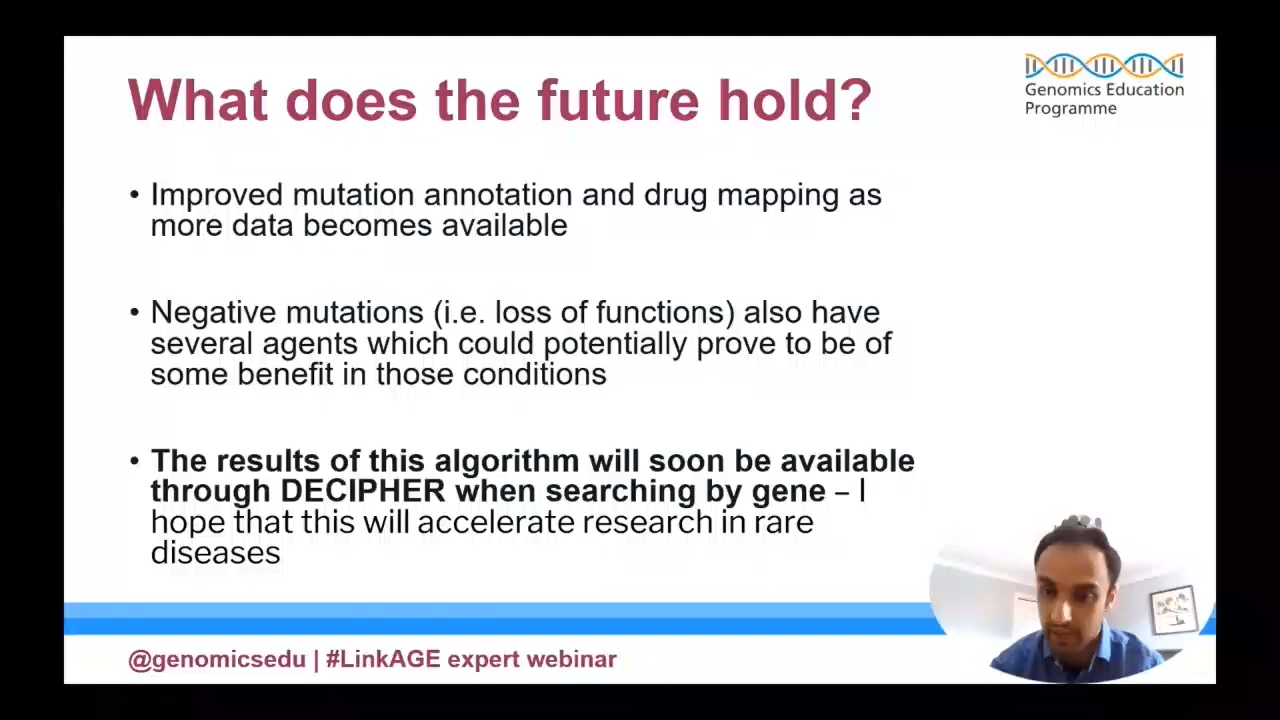 What does the future hold?
Genomics Education
Programme
• Improved mutation annotation and drug mapping as
more data becomes available
• Negative mutations (i.e. loss of functions) also have
several agents which could potentially prove to be of
some benefit in those conditions
• The results of this algorithm will soon be available
through DECIPHER when searching by gene – I
hope that this will accelerate research in rare
diseases
@genomicsedu | #LinkAGE expert webinar